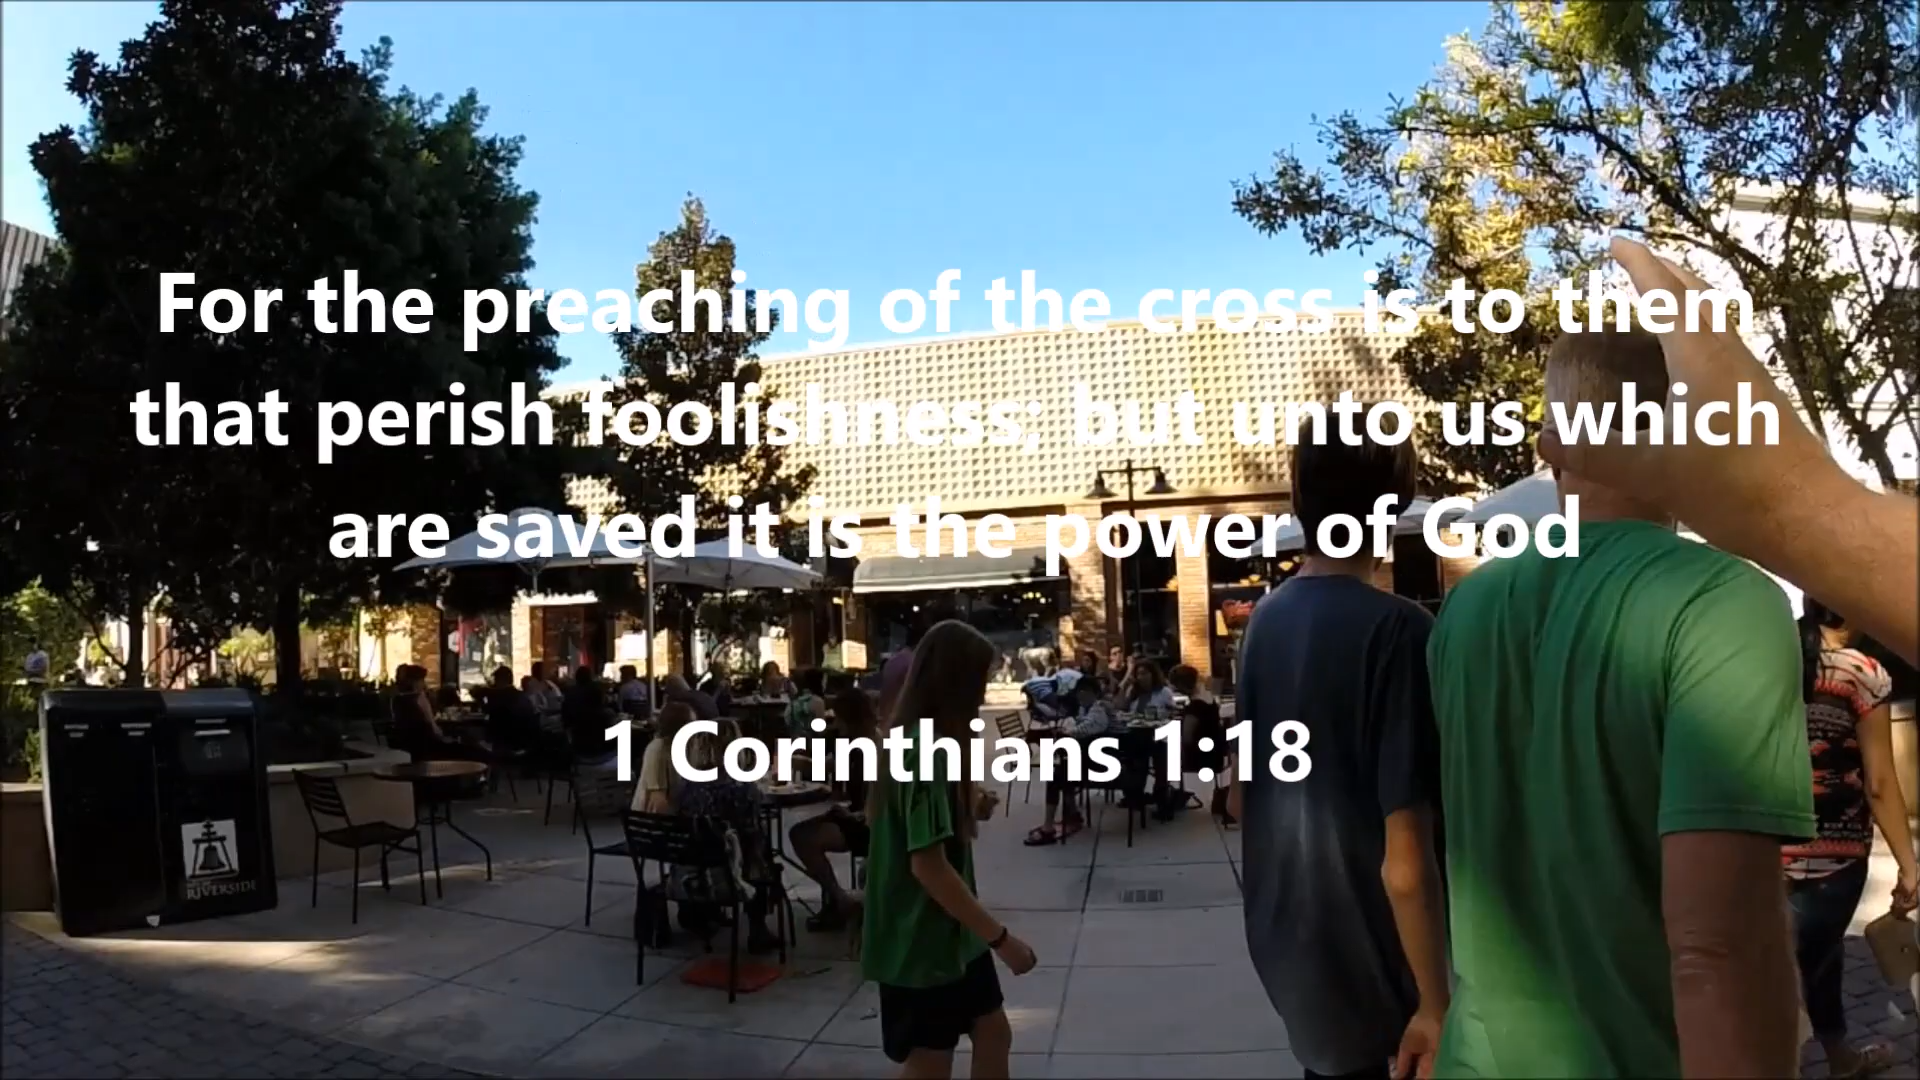 For the preaching of the cross is to them
that perish foolishness; but unto us which
are saved it is the power of God
1 Corinthians 1:18
RIVERSIDE